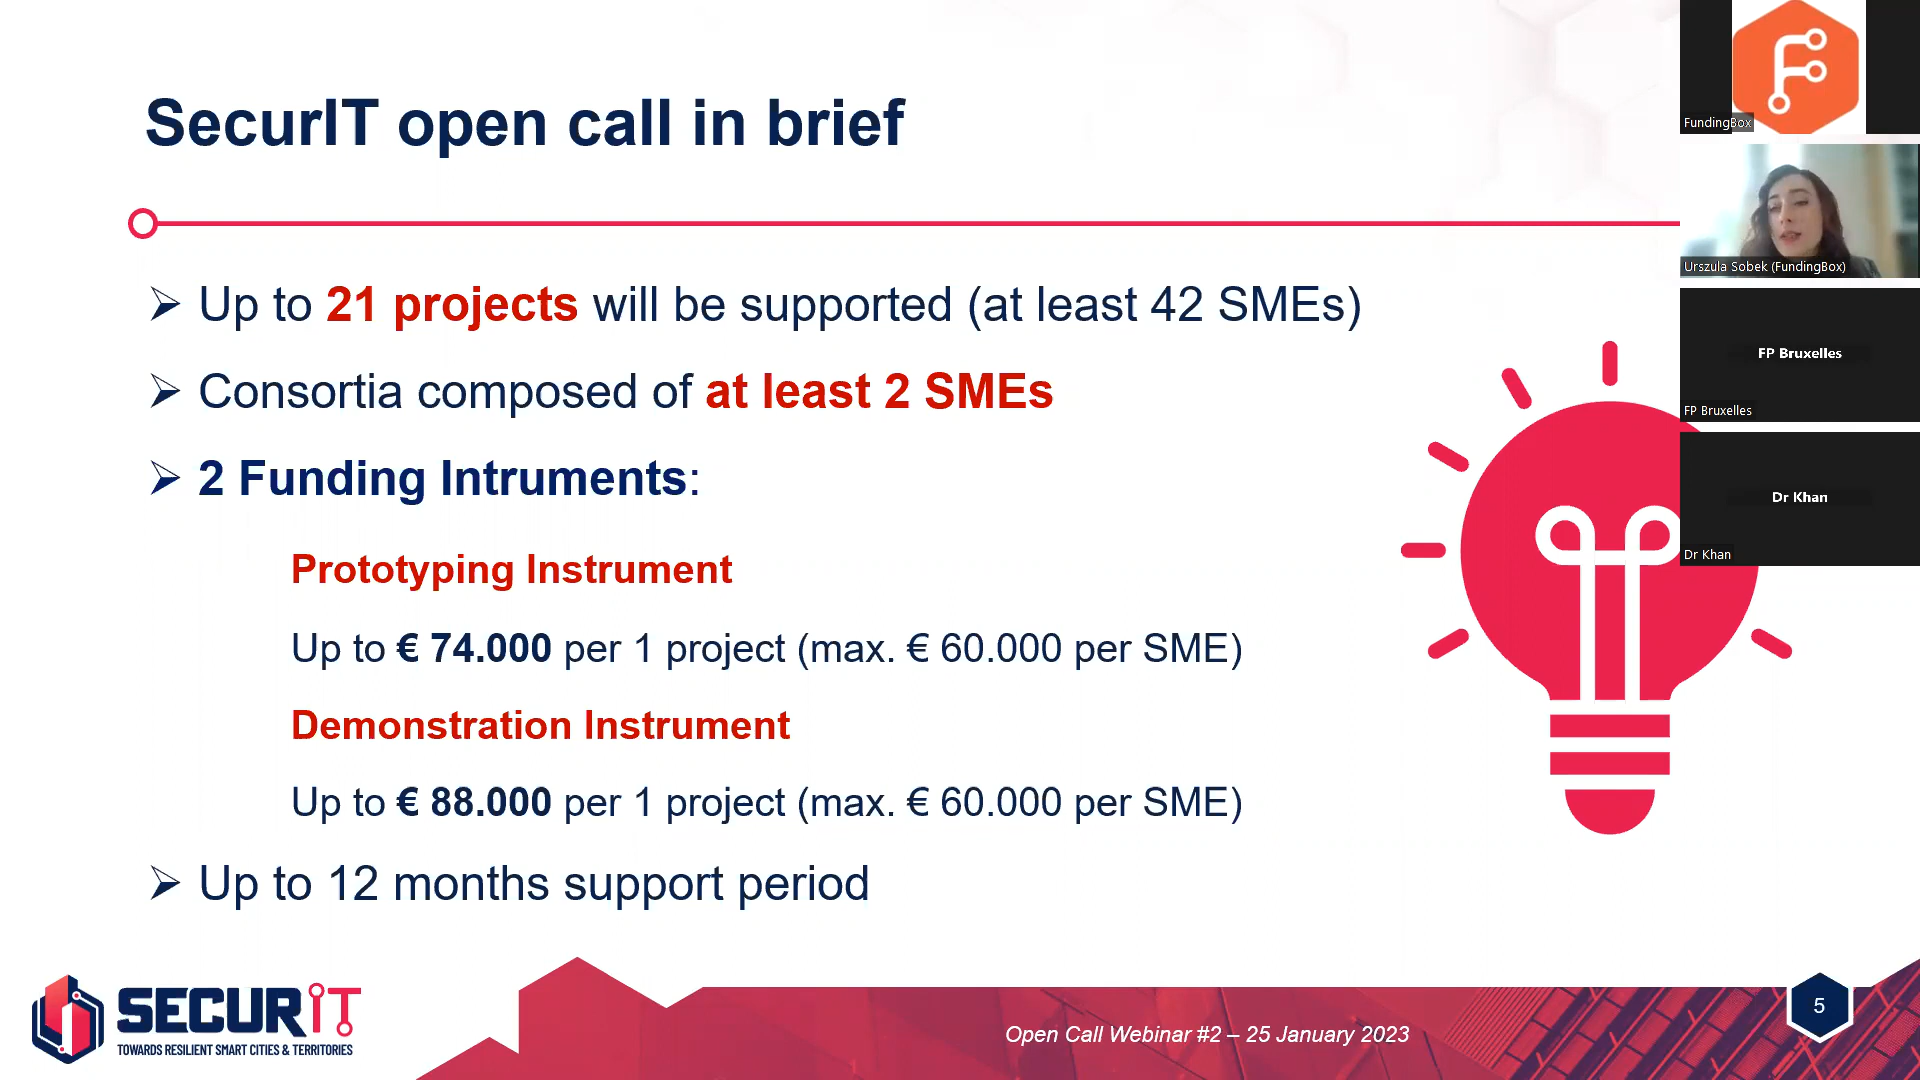 SecurIT open call in brief
Up to 21 projects will be supported (at least 42 SMEs)
Consortia composed of at least 2 SMEs
2 Funding Intruments:
Prototyping Instrument
Up to € 74.000 per 1 project (max. € 60.000 per SME)
Demonstration Instrument
Up to € 88.000 per 1 project (max. € 60.000 per SME)
Up to 12 months support period
SECURIT
TOWARDS RESILIENT SMART CITIES & TERRITORIES
Open Call Webinar #2 – 25 January 2023
5
FundingBox
Urszula Sobek (FundingBox)
FP Bruxelles
FP Bruxelles
Dr Khan
Dr Khan